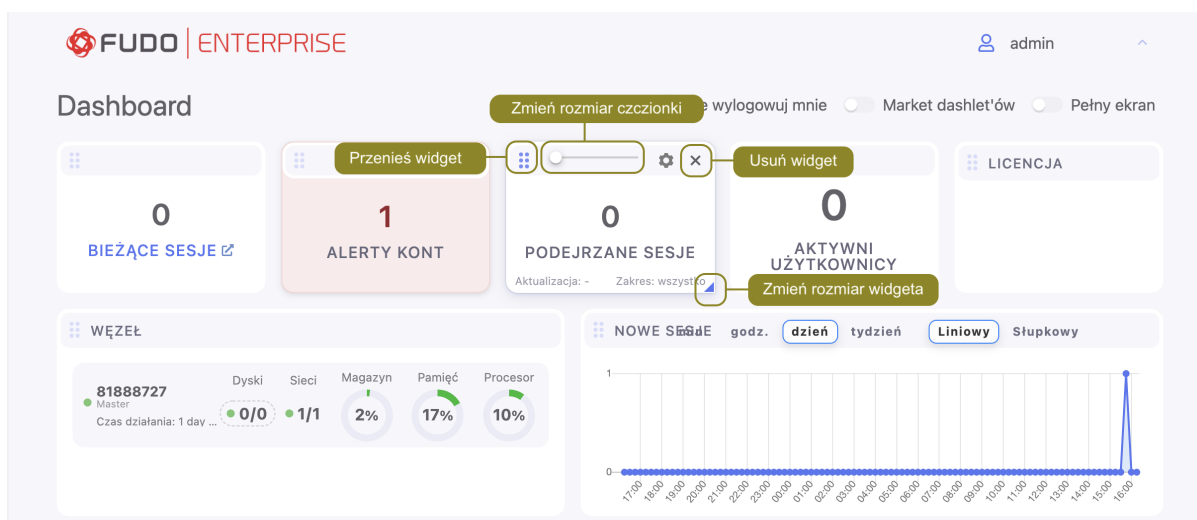 FUDO | ENTERPRISE
admin
Dashboard
Zmień rozmiar czczionki
wylogowuj mnie
Market dashlet'ów
Pełny ekran
Przenieś widget
Usuń widget
LICENCJA
0
BIEŻĄCE SESJE
1
ALERTY KONT
0
PODEJRZANE SESJE
Aktualizacja: -
Zakres: wszystko
0
AKTYWNI
UŻYTKOWNICY
Zmień rozmiar widgeta
WĘZEŁ
81888727
Master
Czas działania: 1 day ...
Dyski
0/0
Sieci
1/1
Magazyn
2%
Pamięć
17%
Procesor
10%
NOWE SESJE
godz.
dzień
tydzień
Liniowy
Słupkowy
1
0
17:00
18:00
19:00
20:00
21:00
22:00
23:00
00:00
01:00
02:00
03:00
04:00
05:00
06:00
07:00
08:00
09:00
10:00
11:00
12:00
13:00
14:00
15:00
16:00